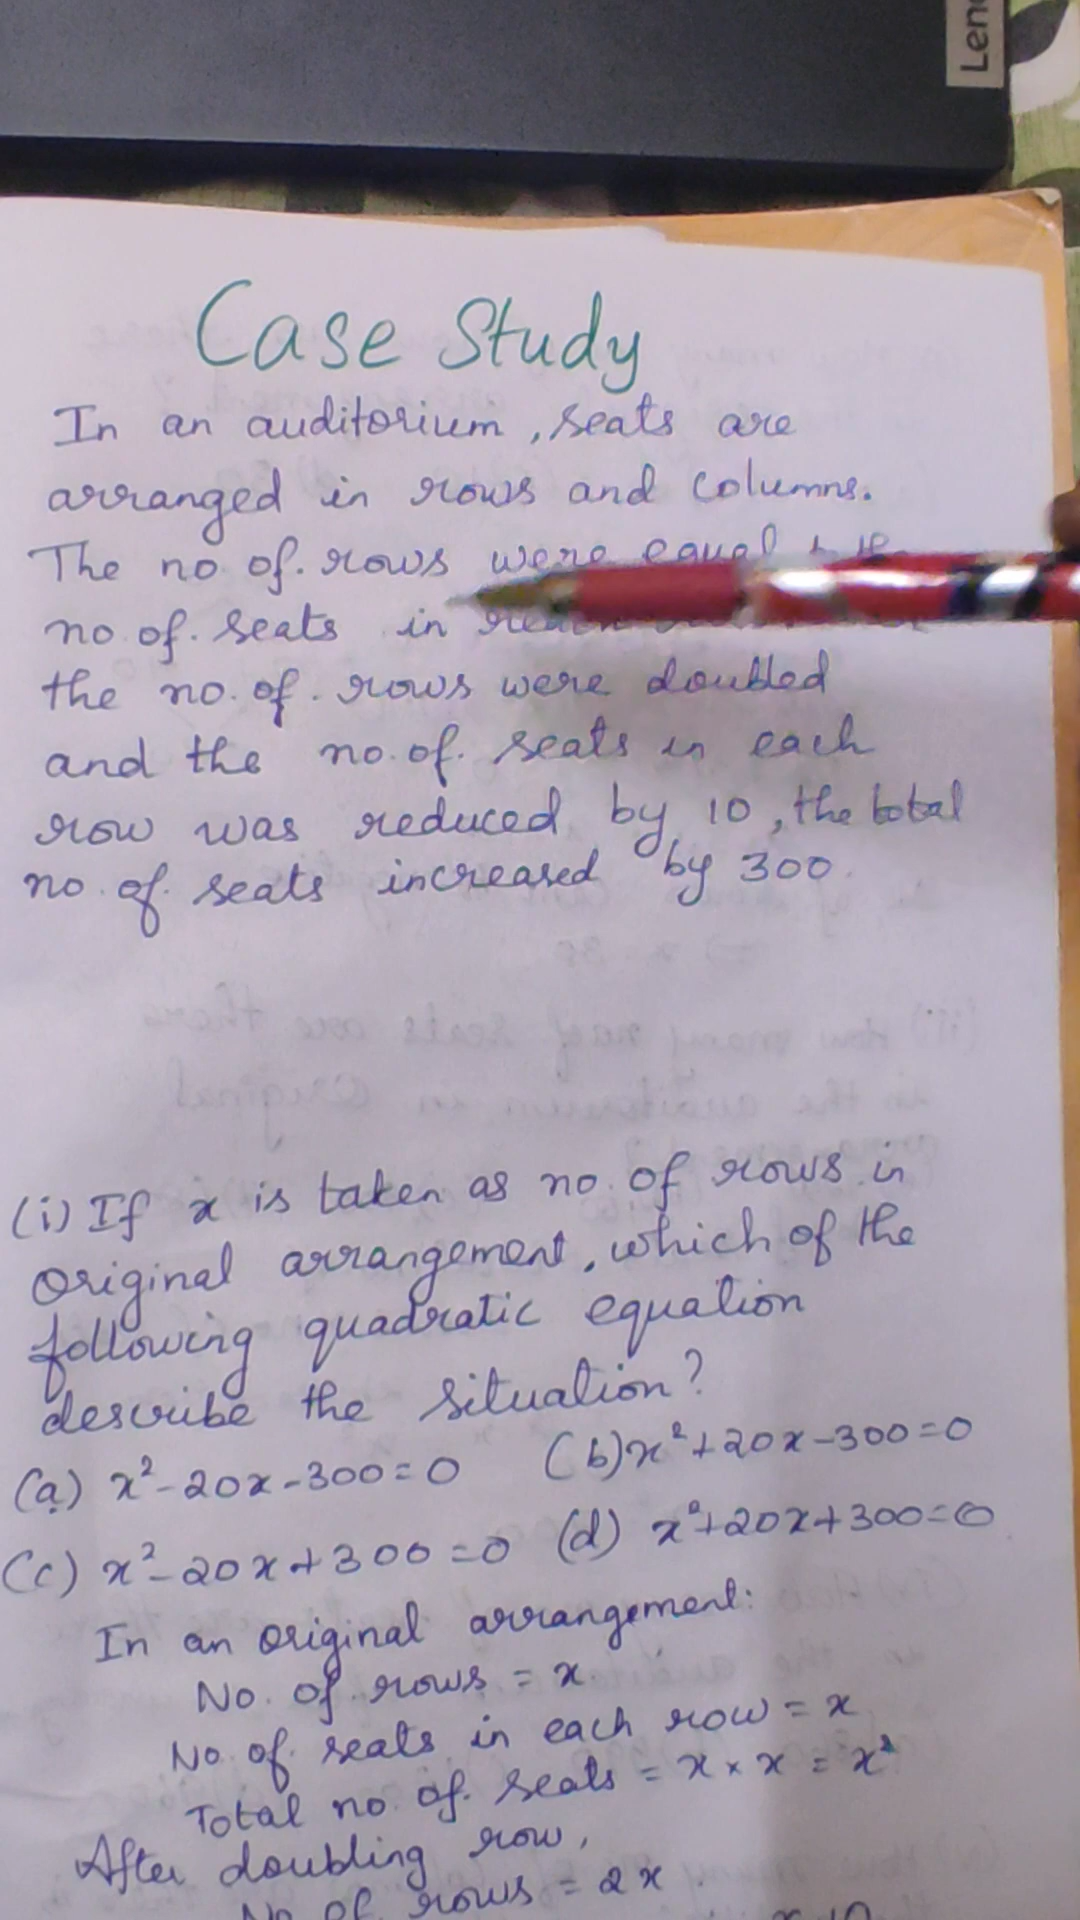 Len
Case Study
In an auditorium, seats are
arranged in rows and columns.
The no of. rows were equal
no. of. seats in
the no. of. rows were doubled
and the no. of. seats in each
row was reduced by 10, the total
no. of. seats increased by 300.
(i) If x is taken as no. of rows in
original arrangement, which of the
following quadratic equation
describe the situation?
(a) x²-20x-300=0 (b) x²+20x-300=0
(c) x²-20x+300=0 (d) x²+20x+300=0
In an original arrangement:
No. of. rows = x
No. of. seats in each row = x
Total no. of. seats = x × x = x²
After doubling row,
No of. rows = 2x